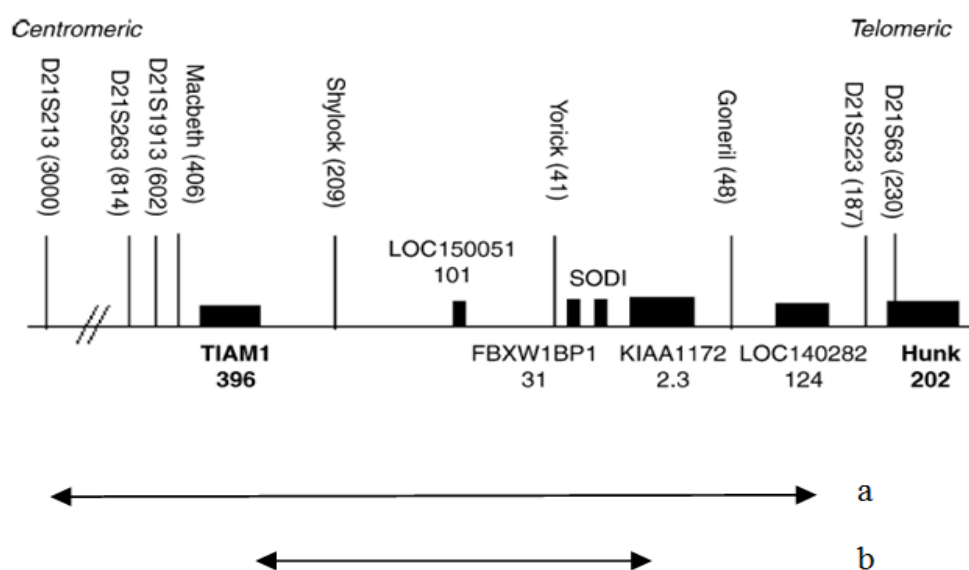 Centromeric
Telomeric
D21S213 (3000)
D21S263 (814)
D21S1913 (602)
Macbeth (406)
Shylock (209)
Yorick (41)
Goneril (48)
D21S223 (187)
D21S63 (230)
LOC150051
101
SODI
TIAM1
396
FBXW1BP1
31
KIAA1172
2.3
LOC140282
124
Hunk
202
a
b